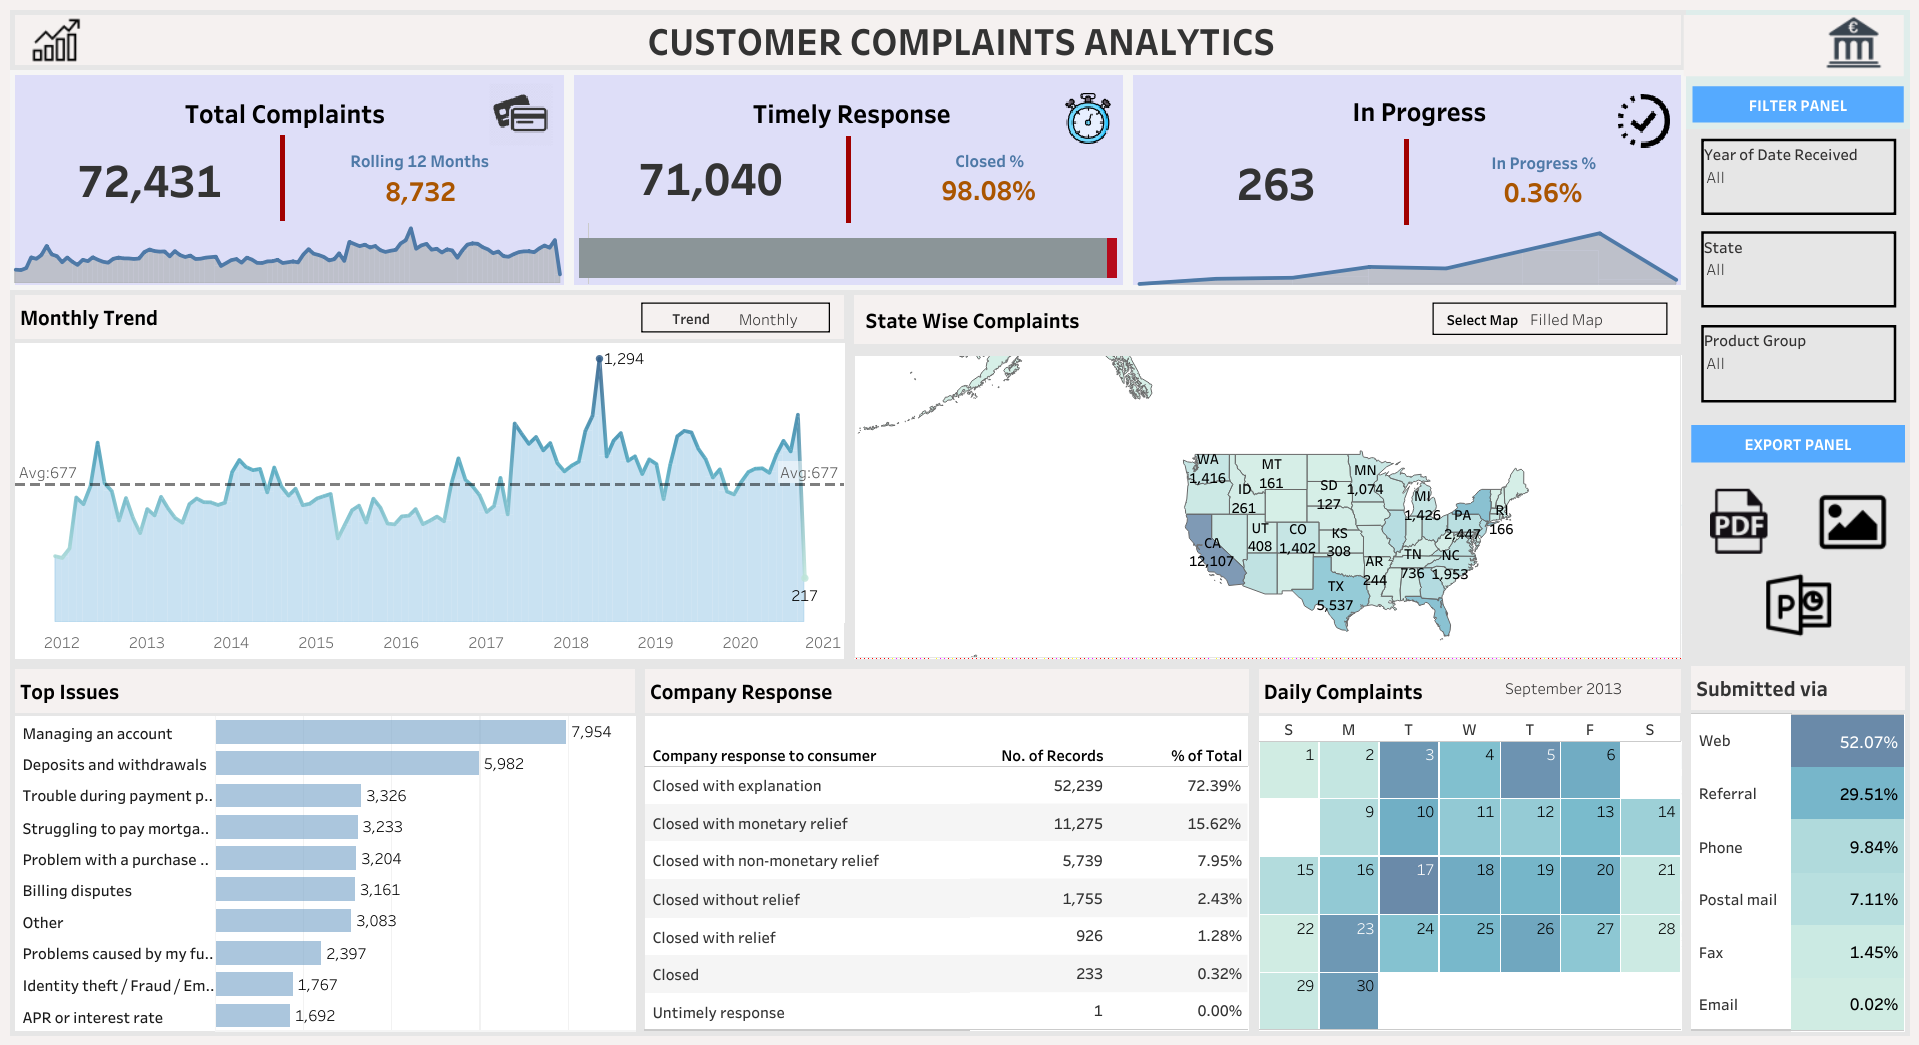 CUSTOMER COMPLAINTS ANALYTICS
€
Total Complaints
72,431
Rolling 12 Months
8,732
Timely Response
71,040
Closed %
98.08%
In Progress
263
In Progress %
0.36%
FILTER PANEL
Year of Date Received
All
State
All
Product Group
All
EXPORT PANEL
PDF
P
Monthly Trend
Trend Monthly
1,294
Avg:677
Avg:677
217
2012 2013 2014 2015 2016 2017 2018 2019 2020 2021
State Wise Complaints
Select Map Filled Map
WA
1,416
MT
161
ID
261
SD
127
MN
1,074
MI
1,426
PA
2,447
RI
166
CA
12,107
UT
408
CO
1,402
KS
308
AR
244
TN
736
NC
1,953
TX
5,537
Top Issues
Managing an account 7,954
Deposits and withdrawals 5,982
Trouble during payment p.. 3,326
Struggling to pay mortga.. 3,233
Problem with a purchase .. 3,204
Billing disputes 3,161
Other 3,083
Problems caused by my fu.. 2,397
Identity theft / Fraud / Em.. 1,767
APR or interest rate 1,692
Company Response
Company response to consumer No. of Records % of Total
Closed with explanation 52,239 72.39%
Closed with monetary relief 11,275 15.62%
Closed with non-monetary relief 5,739 7.95%
Closed without relief 1,755 2.43%
Closed with relief 926 1.28%
Closed 233 0.32%
Untimely response 1 0.00%
Daily Complaints September 2013
S M T W T F S
1 2 3 4 5 6
9 10 11 12 13 14
15 16 17 18 19 20 21
22 23 24 25 26 27 28
29 30
Submitted via
Web 52.07%
Referral 29.51%
Phone 9.84%
Postal mail 7.11%
Fax 1.45%
Email 0.02%